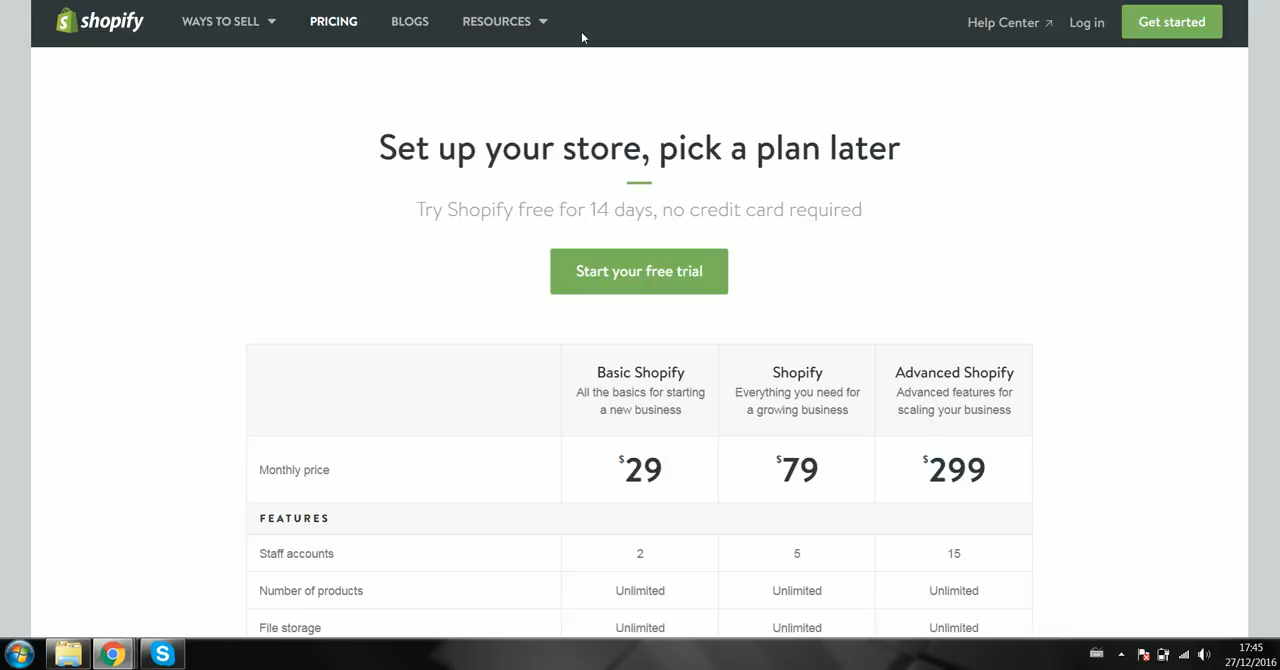 shopify WAYS TO SELL PRICING BLOGS RESOURCES Help Center Log in Get started
Set up your store, pick a plan later
Try Shopify free for 14 days, no credit card required
Start your free trial
Basic Shopify Shopify Advanced Shopify
All the basics for starting Everything you need for Advanced features for
a new business a growing business scaling your business
Monthly price $29 $79 $299
FEATURES
Staff accounts 2 5 15
Number of products Unlimited Unlimited Unlimited
File storage Unlimited Unlimited Unlimited
17:45
27/12/2016